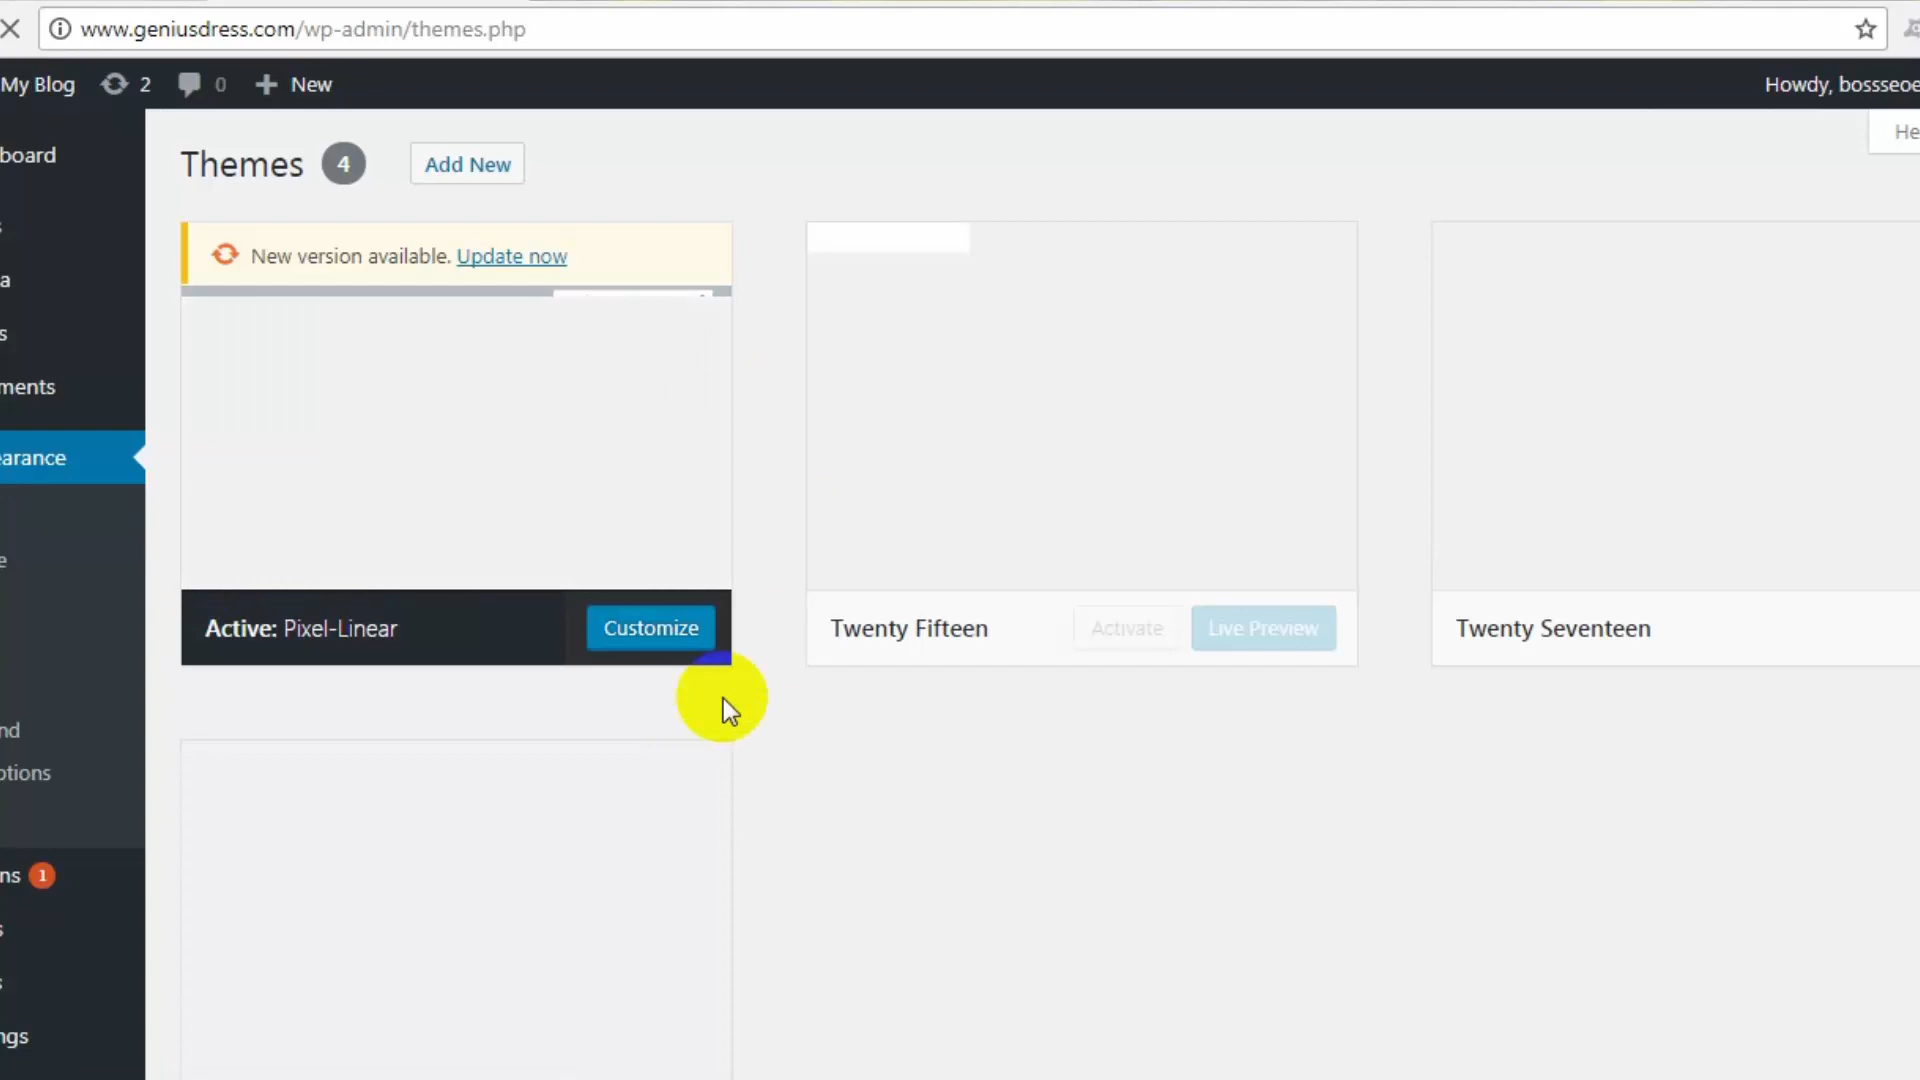 www.geniusdress.com/wp-admin/themes.php
My Blog 2 0 New
Howdy, bossseoe
He
board
s
a
s
ments
earance
e
nd
ptions
ns 1
s
s
ngs
Themes 4 Add New
New version available. Update now
Active: Pixel-Linear Customize
Twenty Fifteen Activate Live Preview
Twenty Seventeen